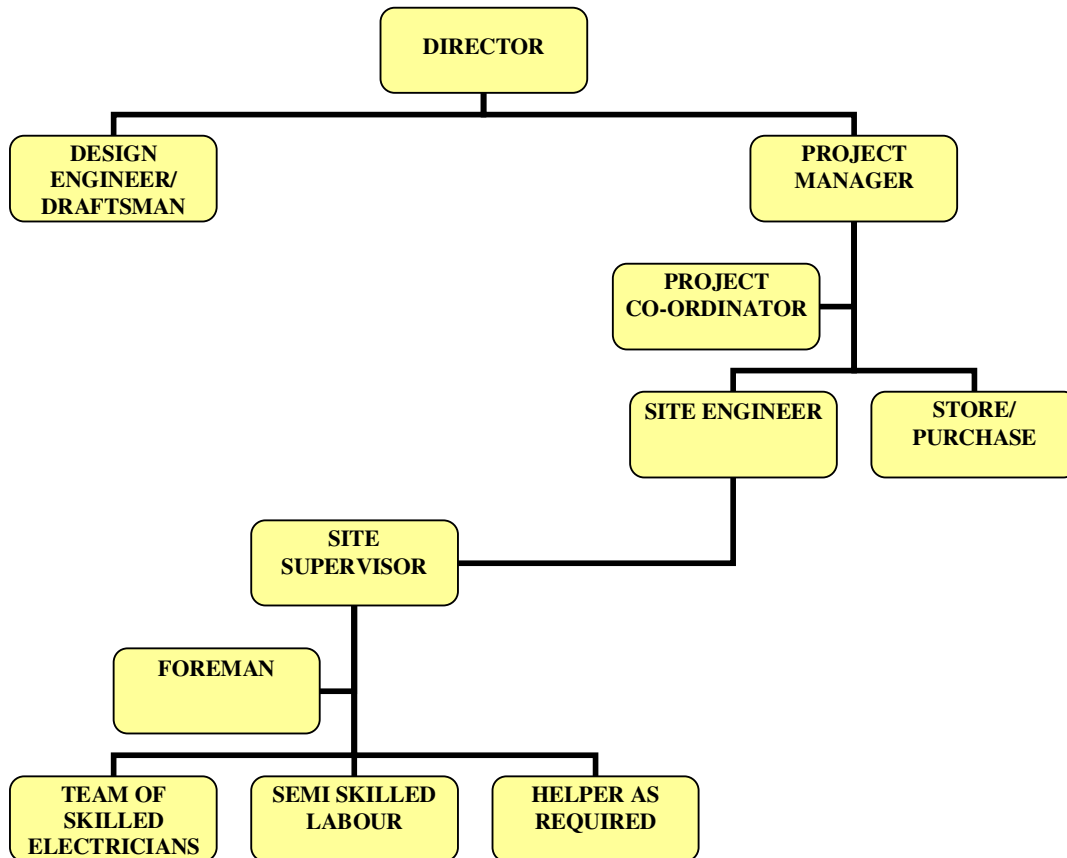 DIRECTOR
DESIGN
ENGINEER/
DRAFTSMAN
PROJECT
MANAGER
PROJECT
CO-ORDINATOR
SITE ENGINEER
STORE/
PURCHASE
SITE
SUPERVISOR
FOREMAN
TEAM OF
SKILLED
ELECTRICIANS
SEMI SKILLED
LABOUR
HELPER AS
REQUIRED